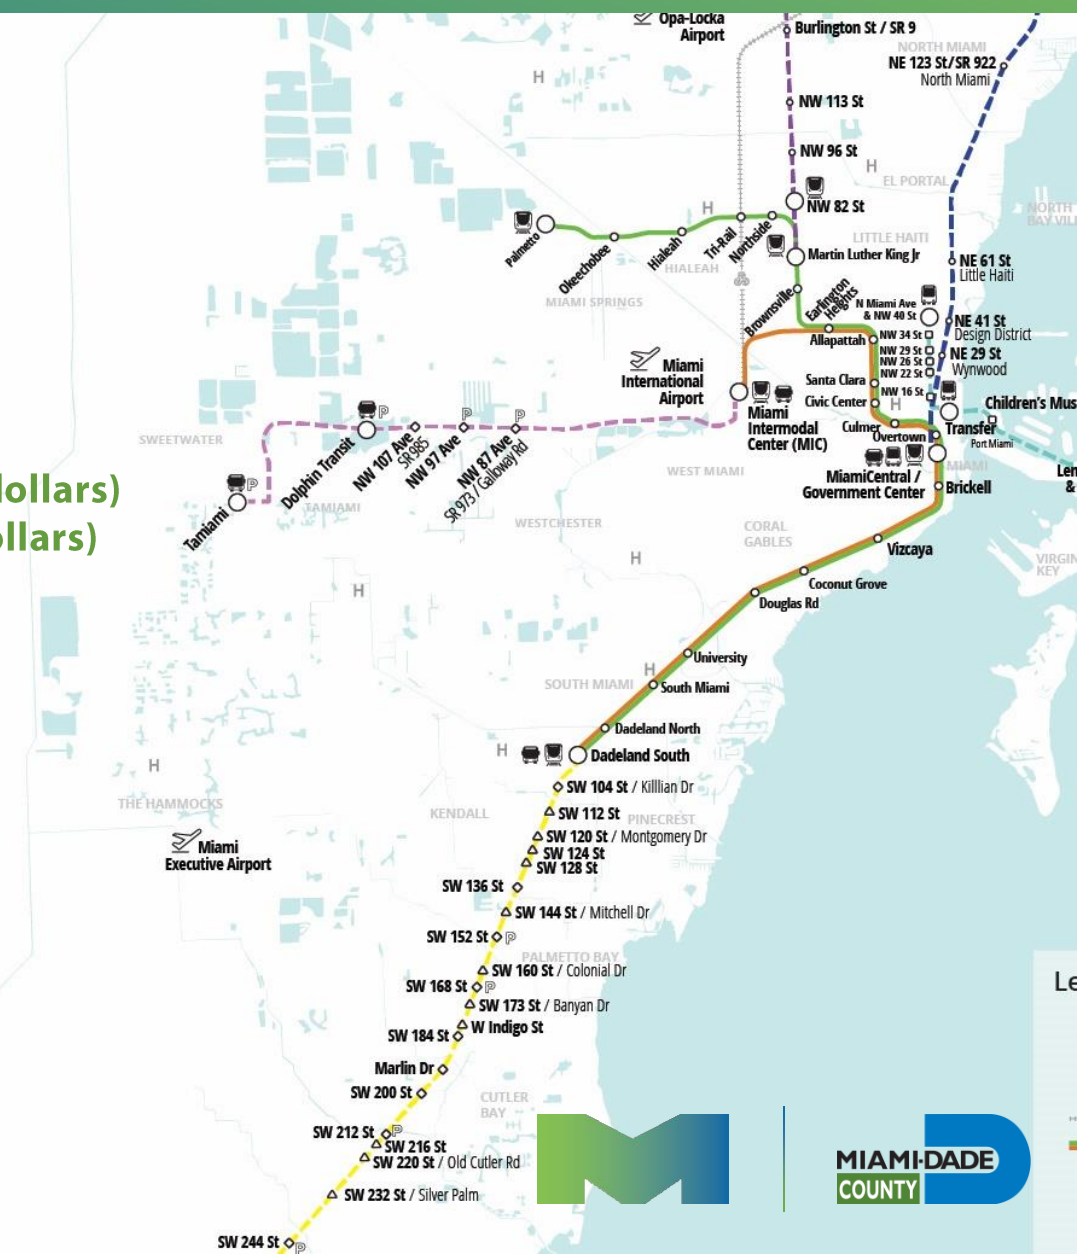 Opa-Locka
Airport
Burlington St / SR 9
NORTH MIAMI
NE 123 St/SR 922
North Miami
H
NW 113 St
NW 96 St
H
EL PORTAL
NW 82 St
NORTH
BAY
H
Palmetto
Okeechobee
Hialeah
Tri-Rail
Northside
LITTLE HAITI
Martin Luther King Jr
HIALEAH
NE 61 St
Little Haiti
MIAMI SPRINGS
Brownsville
Earlington
Heights
N Miami Ave
& NW 40 St
NE 41 St
Design District
Allapattah
NW 34 St
NW 29 St
NW 26 St
NW 22 St
NE 29 St
Wynwood
Miami
International
Airport
Santa Clara
Civic Center
NW 16 St
H
Miami
Intermodal
Center (MIC)
Children's Mus
Culmer
Overtown
Transfer
Port Miami
SWEETWATER
P
Dolphin Transit
NW 107 Ave
SR 985
P
NW 97 Ave
P
NW 87 Ave
SR 973 / Galloway Rd
dollars)
ollars)
WEST MIAMI
MiamiCentral /
Government Center
MIAMI
Len
&
Brickell
P
Tamiami
TAMIAMI
WESTCHESTER
CORAL
GABLES
Vizcaya
H
VIRGIN
KEY
H
Coconut Grove
Douglas Rd
University
H
SOUTH MIAMI
South Miami
Dadeland North
H
Dadeland South
H
SW 104 St / Killlian Dr
THE HAMMOCKS
KENDALL
SW 112 St
PINECREST
SW 120 St / Montgomery Dr
Miami
Executive Airport
SW 124 St
SW 128 St
SW 136 St
SW 144 St / Mitchell Dr
SW 152 St
P
PALMETTO BAY
SW 160 St / Colonial Dr
SW 168 St
P
Le
SW 173 St / Banyan Dr
W Indigo St
SW 184 St
Marlin Dr
SW 200 St
CUTLER
BAY
SW 212 St
P
SW 216 St
SW 220 St / Old Cutler Rd
SW 232 St / Silver Palm
M
MIAMI-DADE
COUNTY
SW 244 St
P